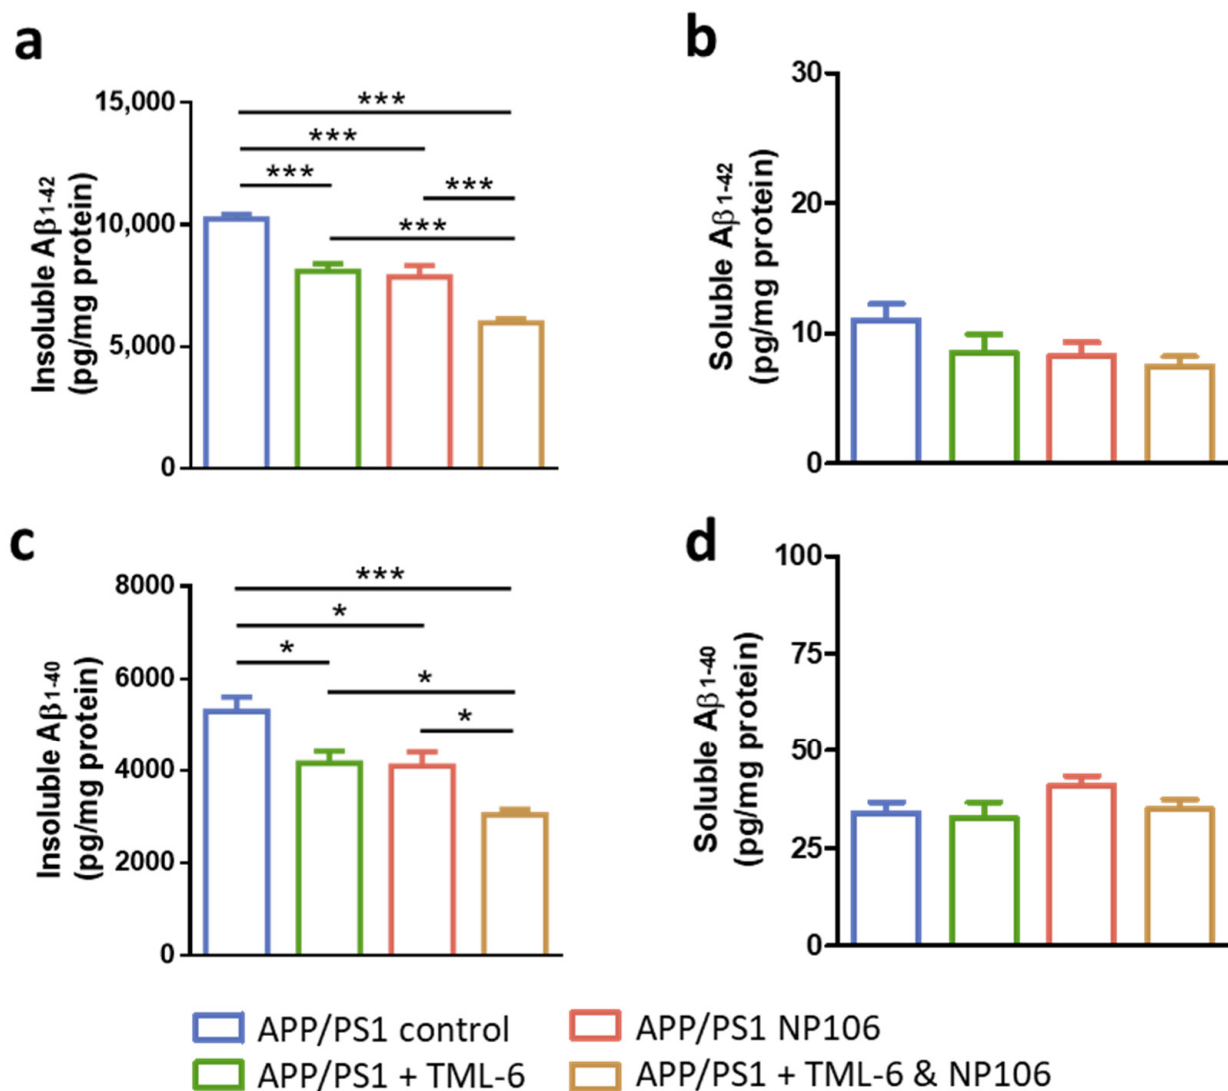 a
Insoluble Aβ1-42
(pg/mg protein)
15,000
10,000
5,000
0
***
***
***
***
***
b
Soluble Aβ1-42
(pg/mg protein)
30
20
10
0
c
Insoluble Aβ1-40
(pg/mg protein)
8000
6000
4000
2000
0
***
*
*
*
*
d
Soluble Aβ1-40
(pg/mg protein)
100
75
50
25
0
APP/PS1 control
APP/PS1 NP106
APP/PS1 + TML-6
APP/PS1 + TML-6 & NP106